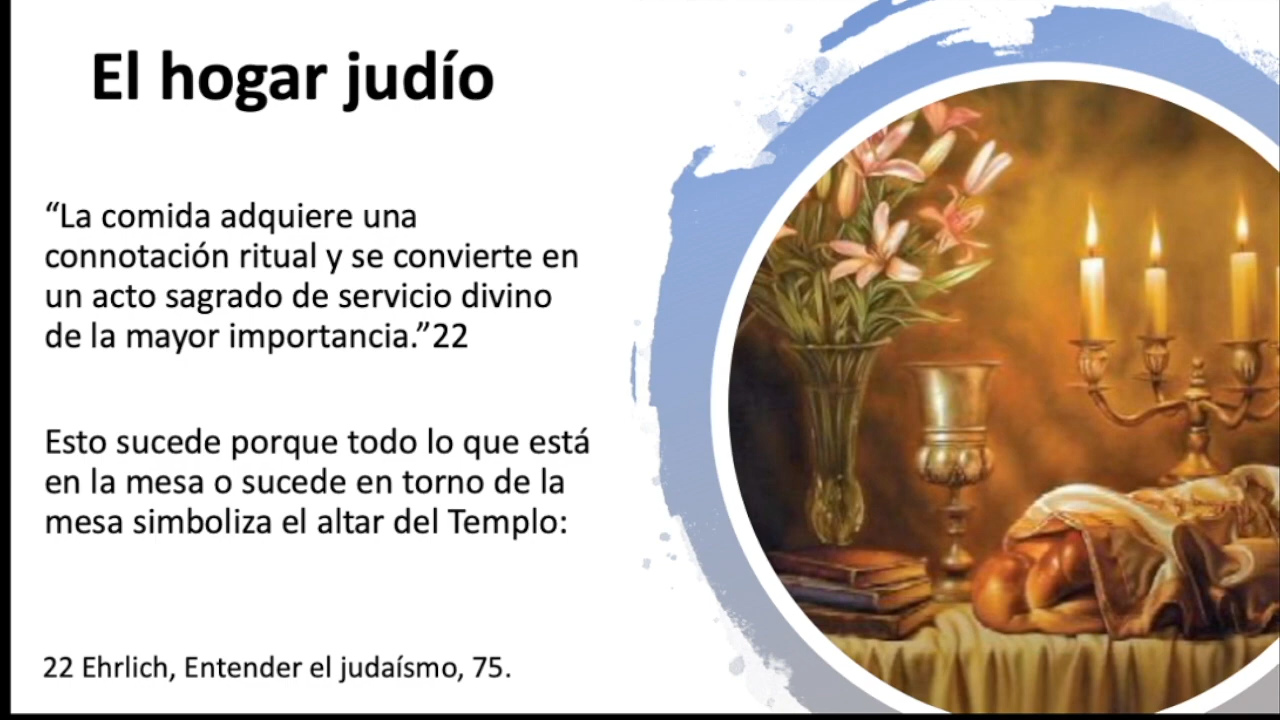 El hogar judío
“La comida adquiere una
connotación ritual y se convierte en
un acto sagrado de servicio divino
de la mayor importancia.”22
Esto sucede porque todo lo que está
en la mesa o sucede en torno de la
mesa simboliza el altar del Templo:
22 Ehrlich, Entender el judaísmo, 75.